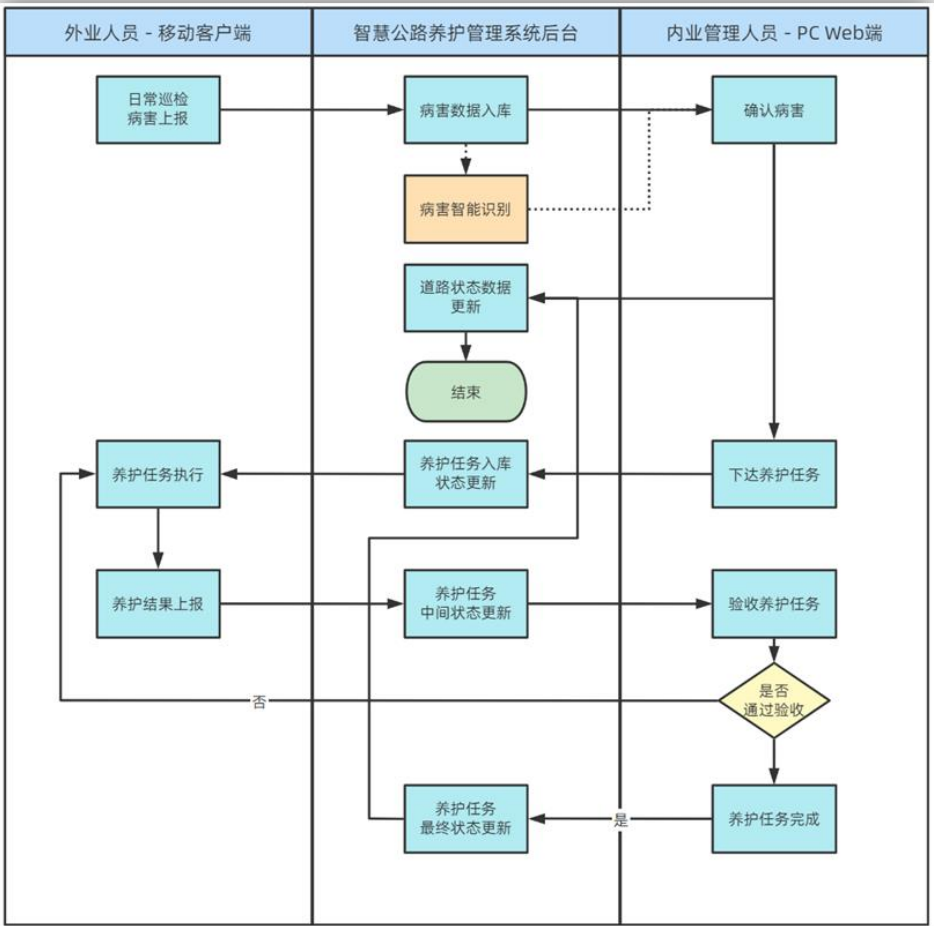 外业人员 - 移动客户端
智慧公路养护管理系统后台
内业管理人员 - PC Web端
日常巡检
病害上报
病害数据入库
确认病害
病害智能识别
道路状态数据
更新
结束
养护任务执行
养护任务入库
状态更新
下达养护任务
养护结果上报
养护任务
中间状态更新
验收养护任务
是否
通过验收
否
养护任务
最终状态更新
是
养护任务完成